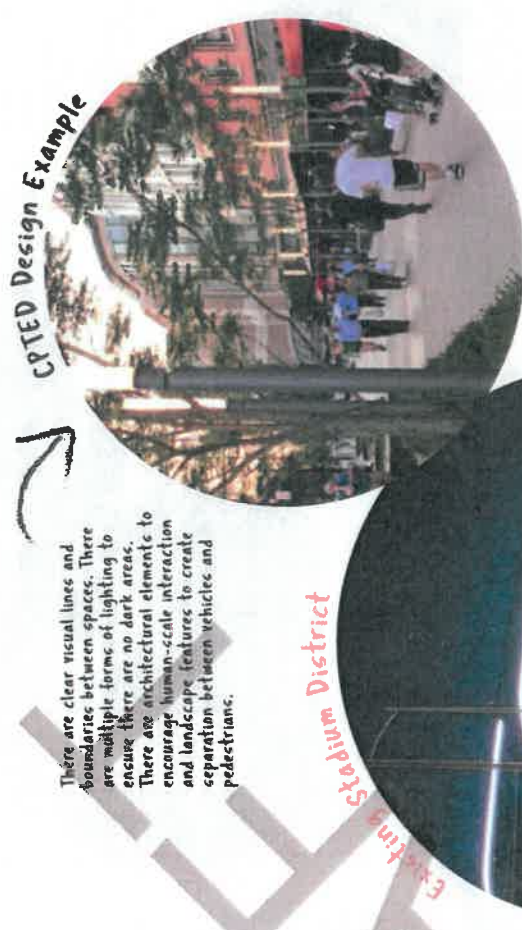 CPTED Design Example
There are clear visual lines and
boundaries between spaces. There
are multiple forms of lighting to
ensure there are no dark areas.
There are architectural elements to
encourage human-scale interaction
and landscape features to create
separation between vehicles and
pedestrians.
Existing Stadium District